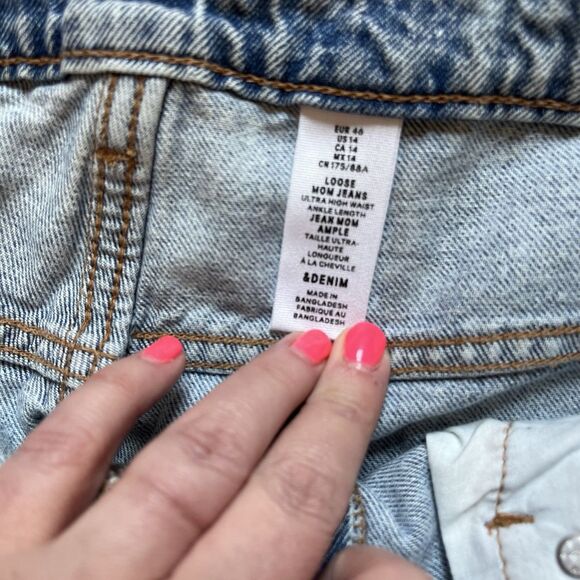 EUR 46
US 14
CA 14
MX 14
CN 175/88A
LOOSE
MOM JEANS
ULTRA HIGH WAIST
ANKLE LENGTH
JEAN MOM
AMPLE
TAILLE ULTRA-
HAUTE
LONGUEUR
À LA CHEVILLE
&DENIM
MADE IN
BANGLADESH
FABRIQUÉ AU
BANGLADESH